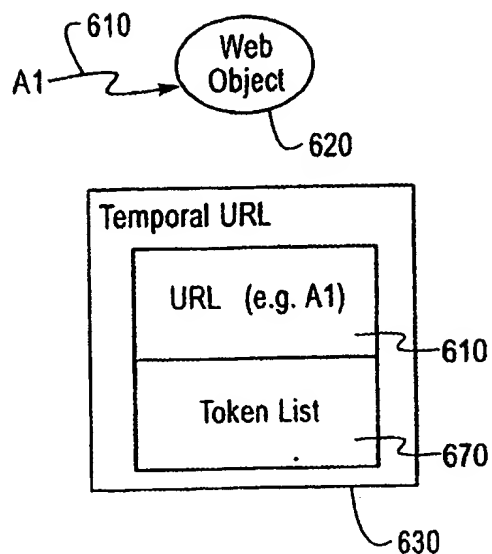 610
A1
Web
Object
620
Temporal URL
URL (e.g. A1)
610
Token List
670
630